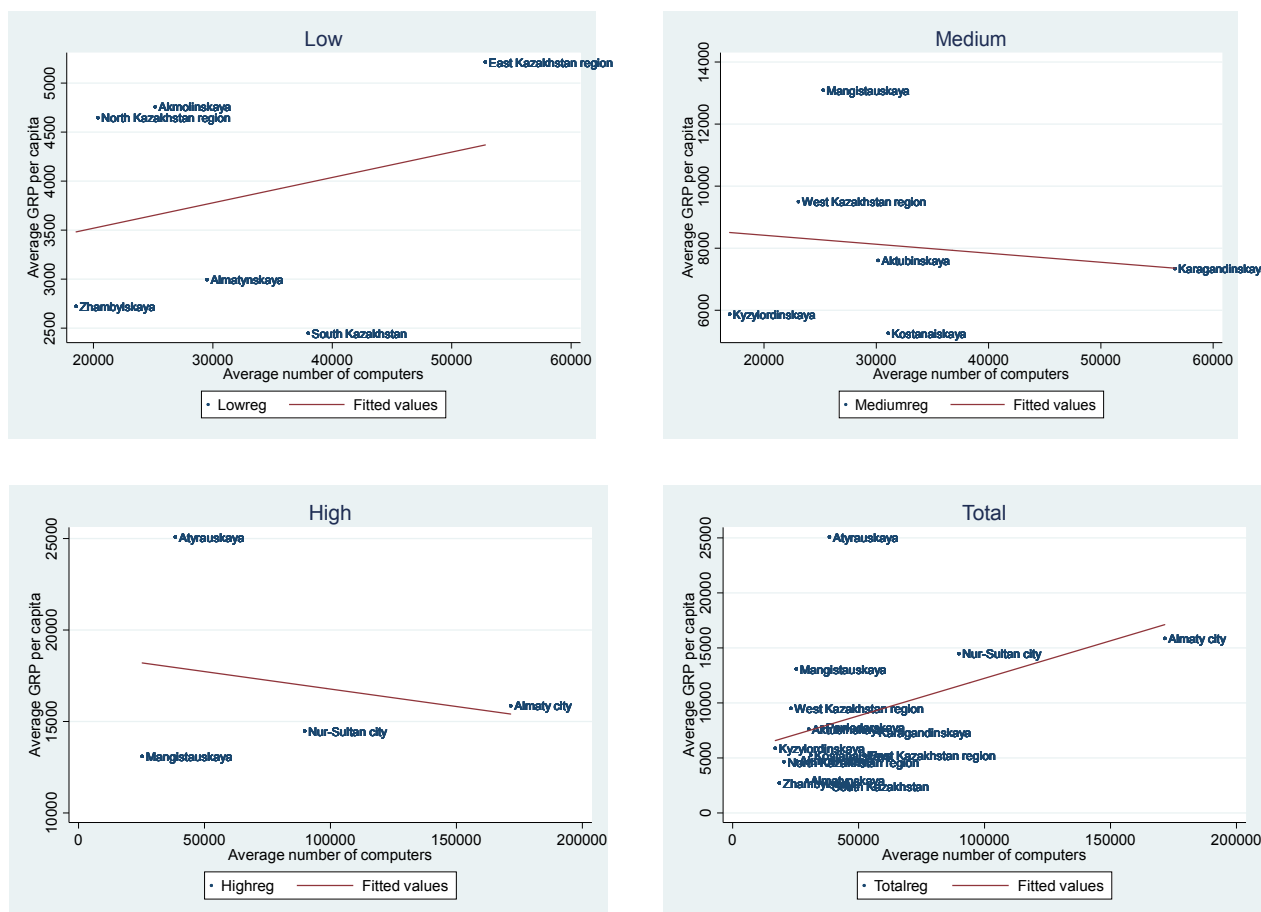 Low
Average GRP per capita
5000
4500
4000
3500
3000
2500
East Kazakhstan region
Akmolinskaya
North Kazakhstan region
Almatynskaya
Zhambylskaya
South Kazakhstan
20000 30000 40000 50000 60000
Average number of computers
Lowreg Fitted values
Medium
Average GRP per capita
14000
12000
10000
8000
6000
Mangistauskaya
West Kazakhstan region
Aktubinskaya
Karagandinskay
Kyzylordinskaya
Kostanaiskaya
20000 30000 40000 50000 60000
Average number of computers
Mediumreg Fitted values
High
Average GRP per capita
25000
20000
15000
10000
Atyrauskaya
Almaty city
Nur-Sultan city
Mangistauskaya
0 50000 100000 150000 200000
Average number of computers
Highreg Fitted values
Total
Average GRP per capita
25000
20000
15000
10000
5000
0
Atyrauskaya
Almaty city
Nur-Sultan city
Mangistauskaya
West Kazakhstan region
Karagandinskaya
Kyzylordinskaya
East Kazakhstan region
North Kazakhstan region
Almatynskaya
South Kazakhstan
0 50000 100000 150000 200000
Average number of computers
Totalreg Fitted values